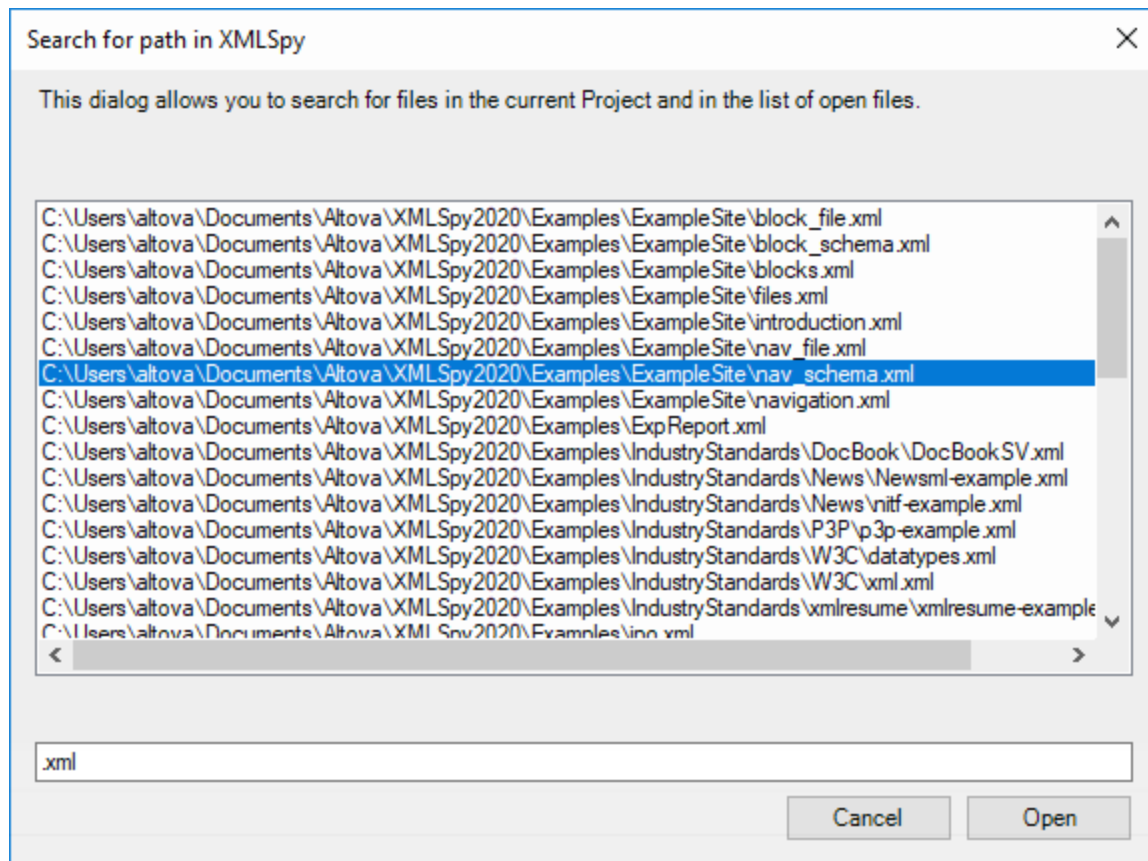 Search for path in XMLSpy
This dialog allows you to search for files in the current Project and in the list of open files.
C:\Users\altova\Documents\Altova\XMLSpy2020\Examples\ExampleSite\block_file.xml
C:\Users\altova\Documents\Altova\XMLSpy2020\Examples\ExampleSite\block_schema.xml
C:\Users\altova\Documents\Altova\XMLSpy2020\Examples\ExampleSite\blocks.xml
C:\Users\altova\Documents\Altova\XMLSpy2020\Examples\ExampleSite\files.xml
C:\Users\altova\Documents\Altova\XMLSpy2020\Examples\ExampleSite\introduction.xml
C:\Users\altova\Documents\Altova\XMLSpy2020\Examples\ExampleSite\nav_file.xml
C:\Users\altova\Documents\Altova\XMLSpy2020\Examples\ExampleSite\nav_schema.xml
C:\Users\altova\Documents\Altova\XMLSpy2020\Examples\ExampleSite\navigation.xml
C:\Users\altova\Documents\Altova\XMLSpy2020\Examples\ExpReport.xml
C:\Users\altova\Documents\Altova\XMLSpy2020\Examples\IndustryStandards\DocBook\DocBookSV.xml
C:\Users\altova\Documents\Altova\XMLSpy2020\Examples\IndustryStandards\News\Newsml-example.xml
C:\Users\altova\Documents\Altova\XMLSpy2020\Examples\IndustryStandards\News\nitf-example.xml
C:\Users\altova\Documents\Altova\XMLSpy2020\Examples\IndustryStandards\P3P\p3p-example.xml
C:\Users\altova\Documents\Altova\XMLSpy2020\Examples\IndustryStandards\W3C\datatypes.xml
C:\Users\altova\Documents\Altova\XMLSpy2020\Examples\IndustryStandards\W3C\xml.xml
C:\Users\altova\Documents\Altova\XMLSpy2020\Examples\IndustryStandards\xmlresume\xmlresume-example
C:\Users\altova\Documents\Altova\XMLSpy2020\Examples\ipo.xml
.xml
Cancel
Open